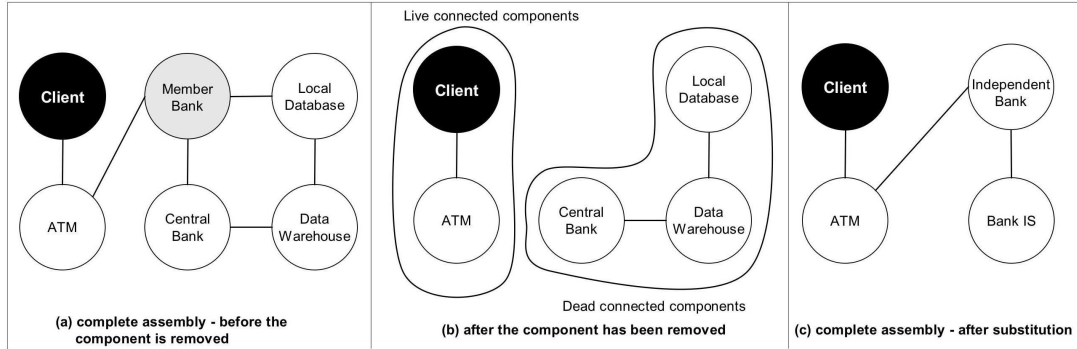 Client
Member
Bank
Local
Database
ATM
Central
Bank
Data
Warehouse
(a) complete assembly - before the
component is removed
Live connected components
Client
Local
Database
ATM
Central
Bank
Data
Warehouse
Dead connected components
(b) after the component has been removed
Client
Independent
Bank
ATM
Bank IS
(c) complete assembly - after substitution